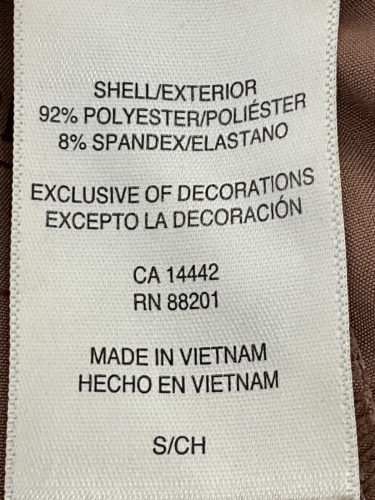 SHELL/EXTERIOR
92% POLYESTER/POLIÉSTER
8% SPANDEX/ELASTANO
EXCLUSIVE OF DECORATIONS
EXCEPTO LA DECORACIÓN
CA 14442
RN 88201
MADE IN VIETNAM
HECHO EN VIETNAM
S/CH